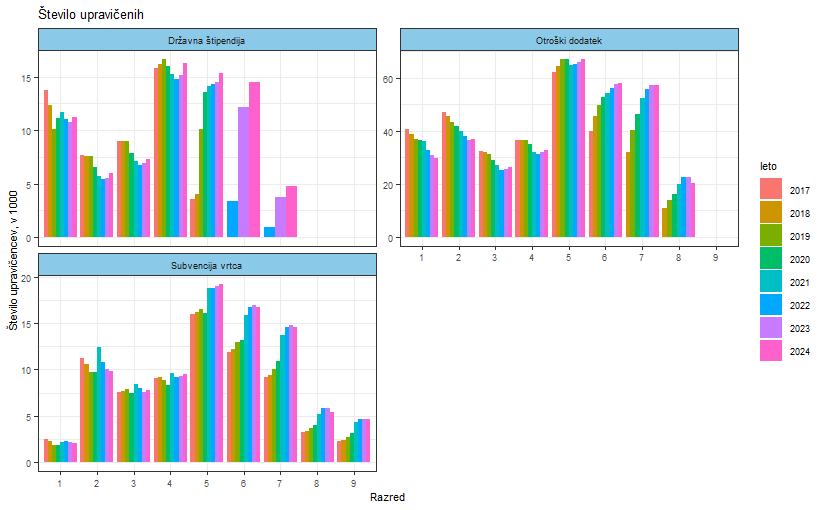 Število upravičenih
Državna štipendija
Otroški dodatek
15
10
5
0
60
40
20
0
1 2 3 4 5 6 7 8 9
Število upravičencev, v 1000
Subvencija vrtca
20
15
10
5
0
1 2 3 4 5 6 7 8 9
Razred
leto
2017
2018
2019
2020
2021
2022
2023
2024